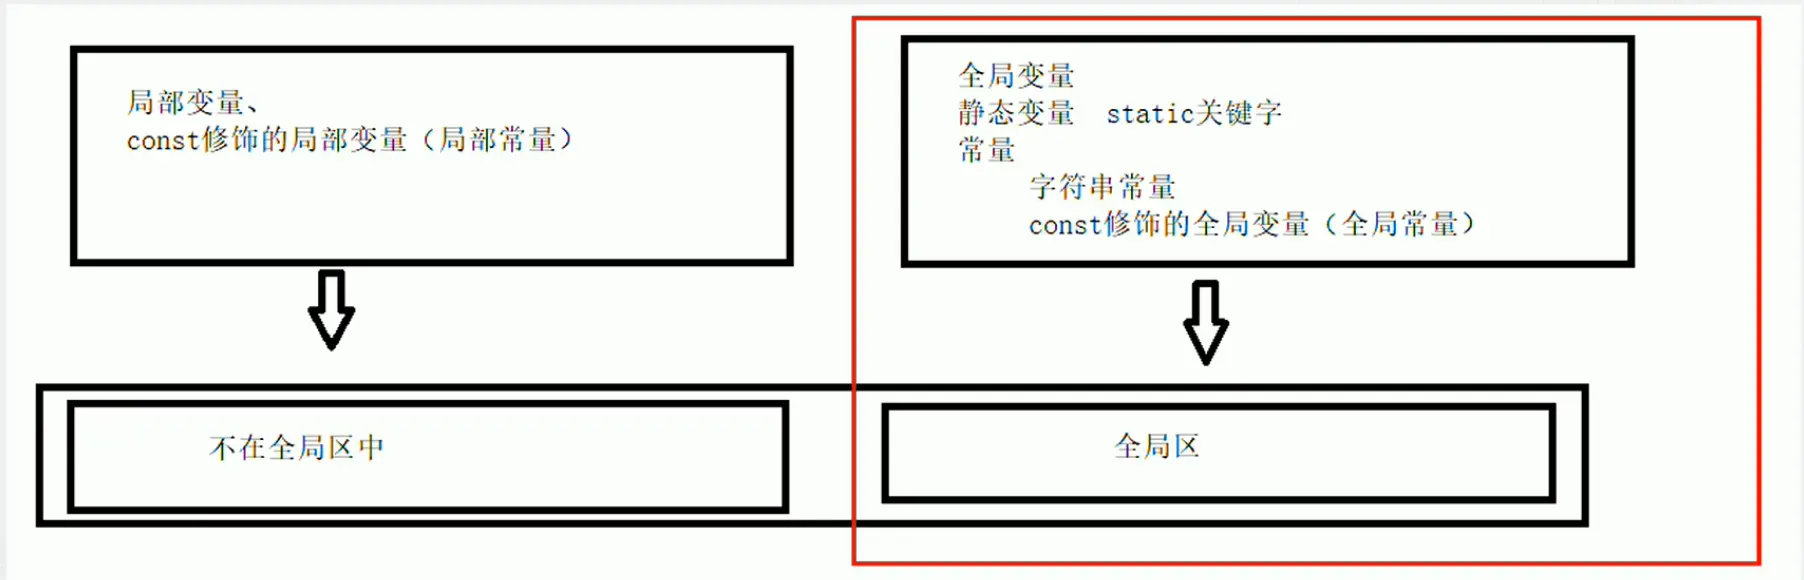 局部变量、
const修饰的局部变量（局部常量）
全局变量
静态变量 static关键字
常量
字符串常量
const修饰的全局变量（全局常量）
不在全局区中
全局区